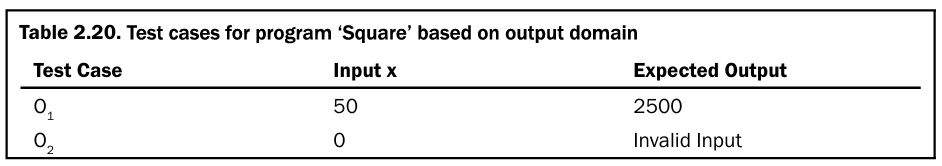 Table 2.20. Test cases for program ‘Square’ based on output domain
Test Case Input x Expected Output
O₁ 50 2500
O₂ 0 Invalid Input